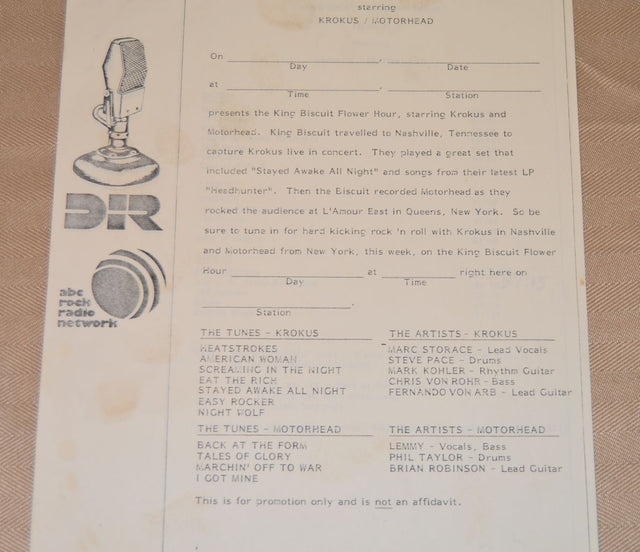 starring
KROKUS / MOTORHEAD
On ____________________, ____________________
Day Date
at ____________________, ____________________
Time Station
presents the King Biscuit Flower Hour, starring Krokus and
Motorhead. King Biscuit travelled to Nashville, Tennessee to
capture Krokus live in concert. They played a great set that
included "Stayed Awake All Night" and songs from their latest LP
"Headhunter". Then the Biscuit recorded Motorhead as they
rocked the audience at L'Amour East in Queens, New York. So be
sure to tune in for hard kicking rock 'n roll with Krokus in Nashville
and Motorhead from New York, this week, on the King Biscuit Flower
Hour ____________________ at ____________ right here on
Day Time
____________________.
Station
DIR
abc
rock
radio
network
THE TUNES - KROKUS
HEATSTROKES
AMERICAN WOMAN
SCREAMING IN THE NIGHT
EAT THE RICH
STAYED AWAKE ALL NIGHT
EASY ROCKER
NIGHT WOLF
THE ARTISTS - KROKUS
MARC STORACE - Lead Vocals
STEVE PACE - Drums
MARK KOHLER - Rhythm Guitar
CHRIS VON ROHR - Bass
FERNANDO VON ARB - Lead Guitar
THE TUNES - MOTORHEAD
BACK AT THE FORM
TALES OF GLORY
MARCHIN' OFF TO WAR
I GOT MINE
THE ARTISTS - MOTORHEAD
LEMMY - Vocals, Bass
PHIL TAYLOR - Drums
BRIAN ROBINSON - Lead Guitar
This is for promotion only and is not an affidavit.